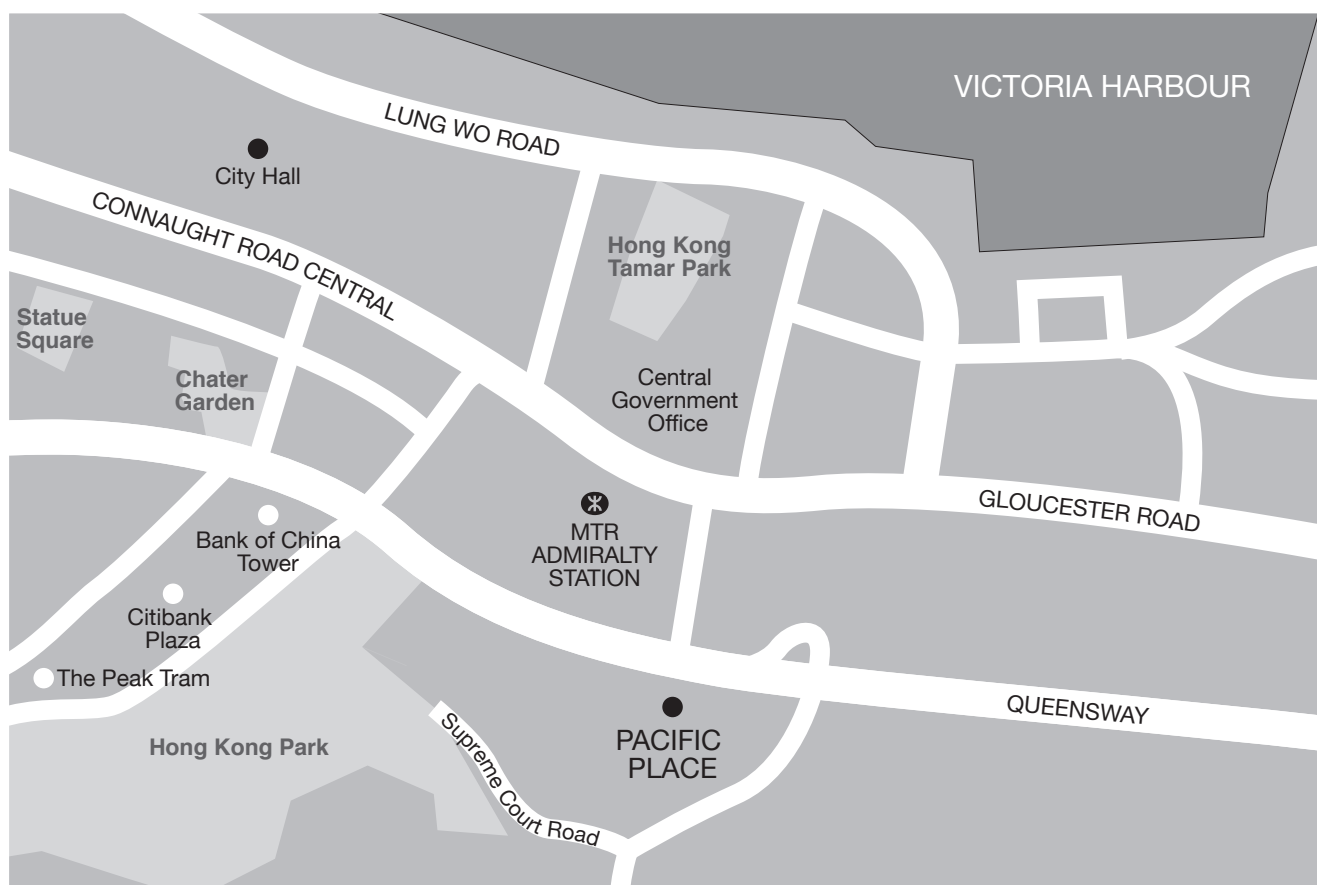 VICTORIA HARBOUR
LUNG WO ROAD
City Hall
CONNAUGHT ROAD CENTRAL
Hong Kong
Tamar Park
Statue
Square
Chater
Garden
Central
Government
Office
GLOUCESTER ROAD
MTR
ADMIRALTY
STATION
Bank of China
Tower
Citibank
Plaza
The Peak Tram
QUEENSWAY
Hong Kong Park
Supreme Court Road
PACIFIC
PLACE